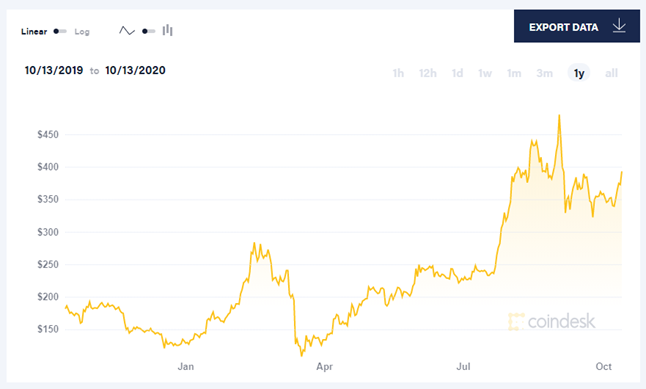 Linear Log
EXPORT DATA
10/13/2019 to 10/13/2020
1h 12h 1d 1w 1m 3m 1y all
$450
$400
$350
$300
$250
$200
$150
coindesk
Jan Apr Jul Oct